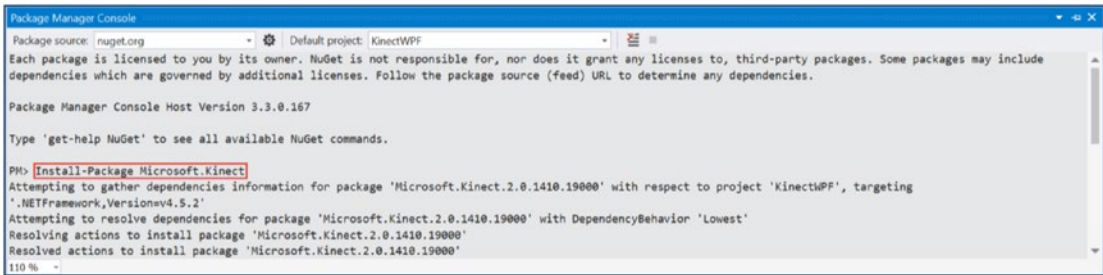 Package Manager Console
Package source: nuget.org Default project: KinectWPF
Each package is licensed to you by its owner. NuGet is not responsible for, nor does it grant any licenses to, third-party packages. Some packages may include
dependencies which are governed by additional licenses. Follow the package source (feed) URL to determine any dependencies.
Package Manager Console Host Version 3.3.0.167
Type 'get-help NuGet' to see all available NuGet commands.
PM> Install-Package Microsoft.Kinect
Attempting to gather dependencies information for package 'Microsoft.Kinect.2.0.1410.19000' with respect to project 'KinectWPF', targeting
'.NETFramework,Version=v4.5.2'
Attempting to resolve dependencies for package 'Microsoft.Kinect.2.0.1410.19000' with DependencyBehavior 'Lowest'
Resolving actions to install package 'Microsoft.Kinect.2.0.1410.19000'
Resolved actions to install package 'Microsoft.Kinect.2.0.1410.19000'
110 %